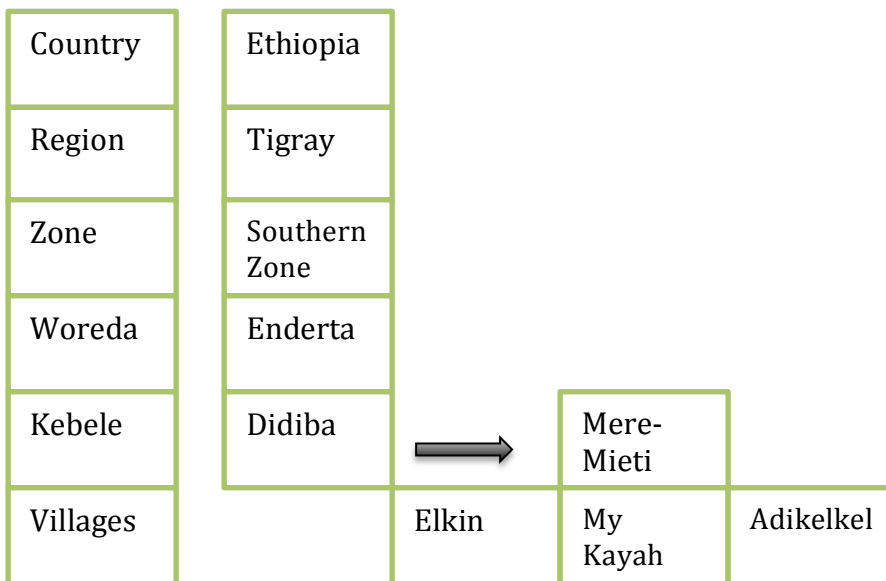 Country
Ethiopia
Region
Tigray
Zone
Southern
Zone
Woreda
Enderta
Kebele
Didiba
Mere-
Mieti
Villages
Elkin
My
Kayah
Adikelkel